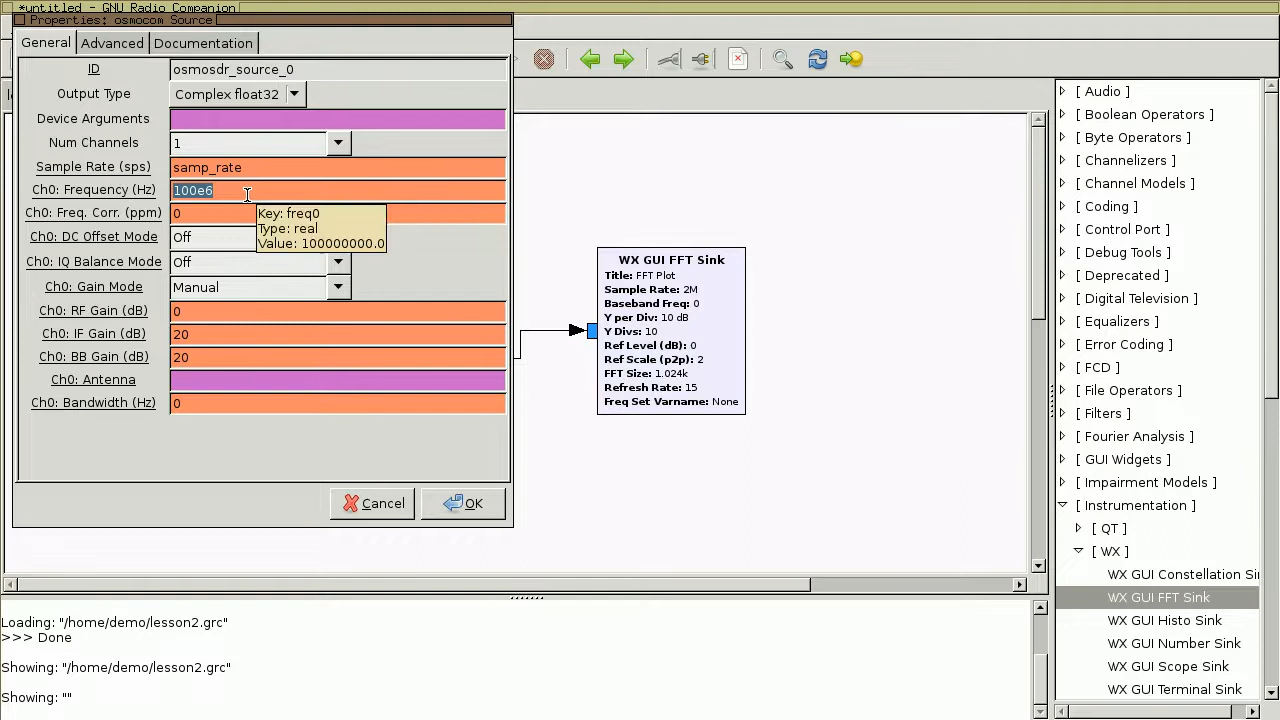 *untitled - GNU Radio Companion
Properties: osmocom Source
General
Advanced
Documentation
ID
osmosdr_source_0
Output Type
Complex float32
Device Arguments
Num Channels
1
Sample Rate (sps)
samp_rate
Ch0: Frequency (Hz)
100e6
Ch0: Freq. Corr. (ppm)
0
Key: freq0
Type: real
Value: 100000000.0
Ch0: DC Offset Mode
Off
Ch0: IQ Balance Mode
Off
Ch0: Gain Mode
Manual
Ch0: RF Gain (dB)
0
Ch0: IF Gain (dB)
20
Ch0: BB Gain (dB)
20
Ch0: Antenna
Ch0: Bandwidth (Hz)
0
Cancel
OK
WX GUI FFT Sink
Title: FFT Plot
Sample Rate: 2M
Baseband Freq: 0
Y per Div: 10 dB
Y Divs: 10
Ref Level (dB): 0
Ref Scale (p2p): 2
FFT Size: 1.024k
Refresh Rate: 15
Freq Set Varname: None
[ Audio ]
[ Boolean Operators ]
[ Byte Operators ]
[ Channelizers ]
[ Channel Models ]
[ Coding ]
[ Control Port ]
[ Debug Tools ]
[ Deprecated ]
[ Digital Television ]
[ Equalizers ]
[ Error Coding ]
[ FCD ]
[ File Operators ]
[ Filters ]
[ Fourier Analysis ]
[ GUI Widgets ]
[ Impairment Models ]
[ Instrumentation ]
[ QT ]
[ WX ]
WX GUI Constellation Sin
WX GUI FFT Sink
WX GUI Histo Sink
WX GUI Number Sink
WX GUI Scope Sink
WX GUI Terminal Sink
Loading: "/home/demo/lesson2.grc"
>>> Done
Showing: "/home/demo/lesson2.grc"
Showing: ""